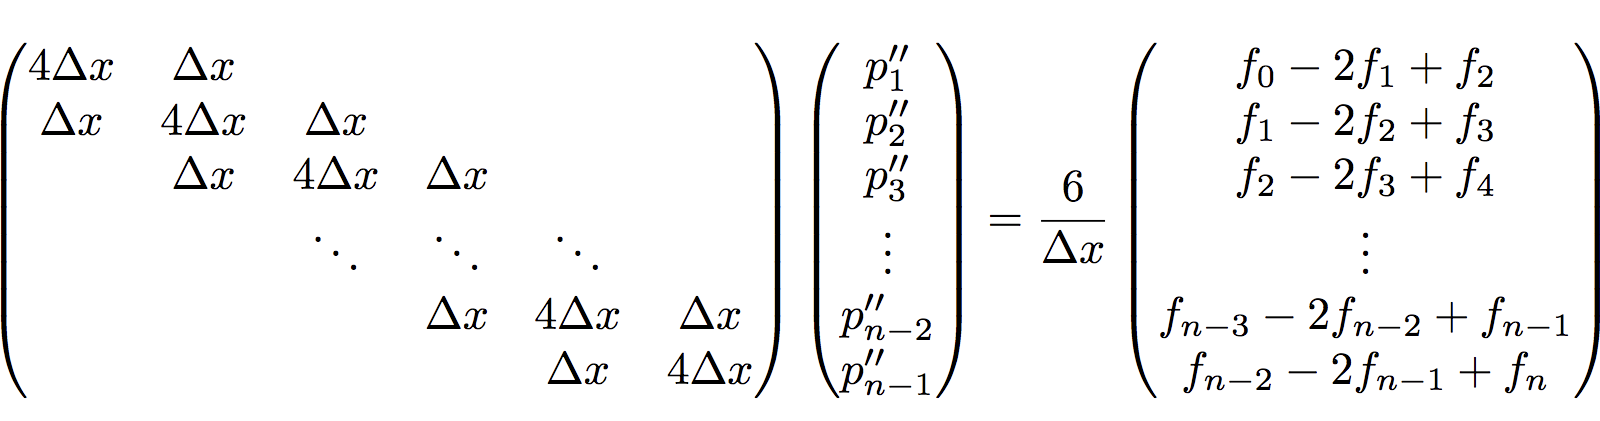 4Δx Δx p″₁ f₀ − 2f₁ + f₂
Δx 4Δx Δx p″₂ f₁ − 2f₂ + f₃
Δx 4Δx Δx p″₃ = 6/Δx f₂ − 2f₃ + f₄
⋱ ⋱ ⋱ ⋮ ⋮
Δx 4Δx Δx p″ₙ₋₂ fₙ₋₃ − 2fₙ₋₂ + fₙ₋₁
Δx 4Δx p″ₙ₋₁ fₙ₋₂ − 2fₙ₋₁ + fₙ